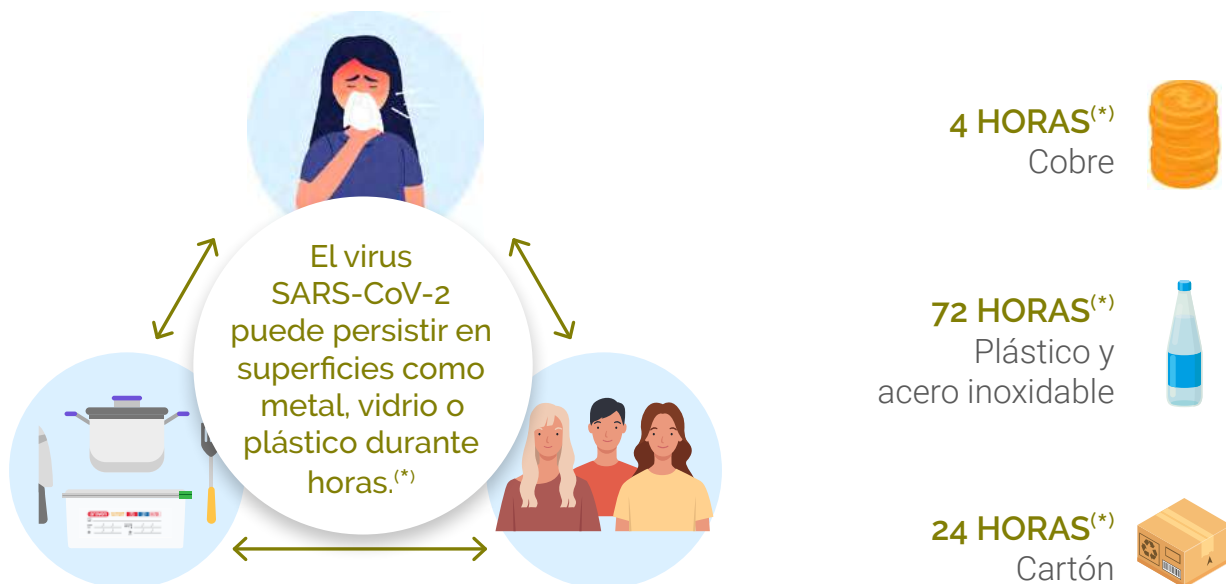 El virus
SARS-CoV-2
puede persistir en
superficies como
metal, vidrio o
plástico durante
horas.(*)
4 HORAS(*)
Cobre
72 HORAS(*)
Plástico y
acero inoxidable
24 HORAS(*)
Cartón